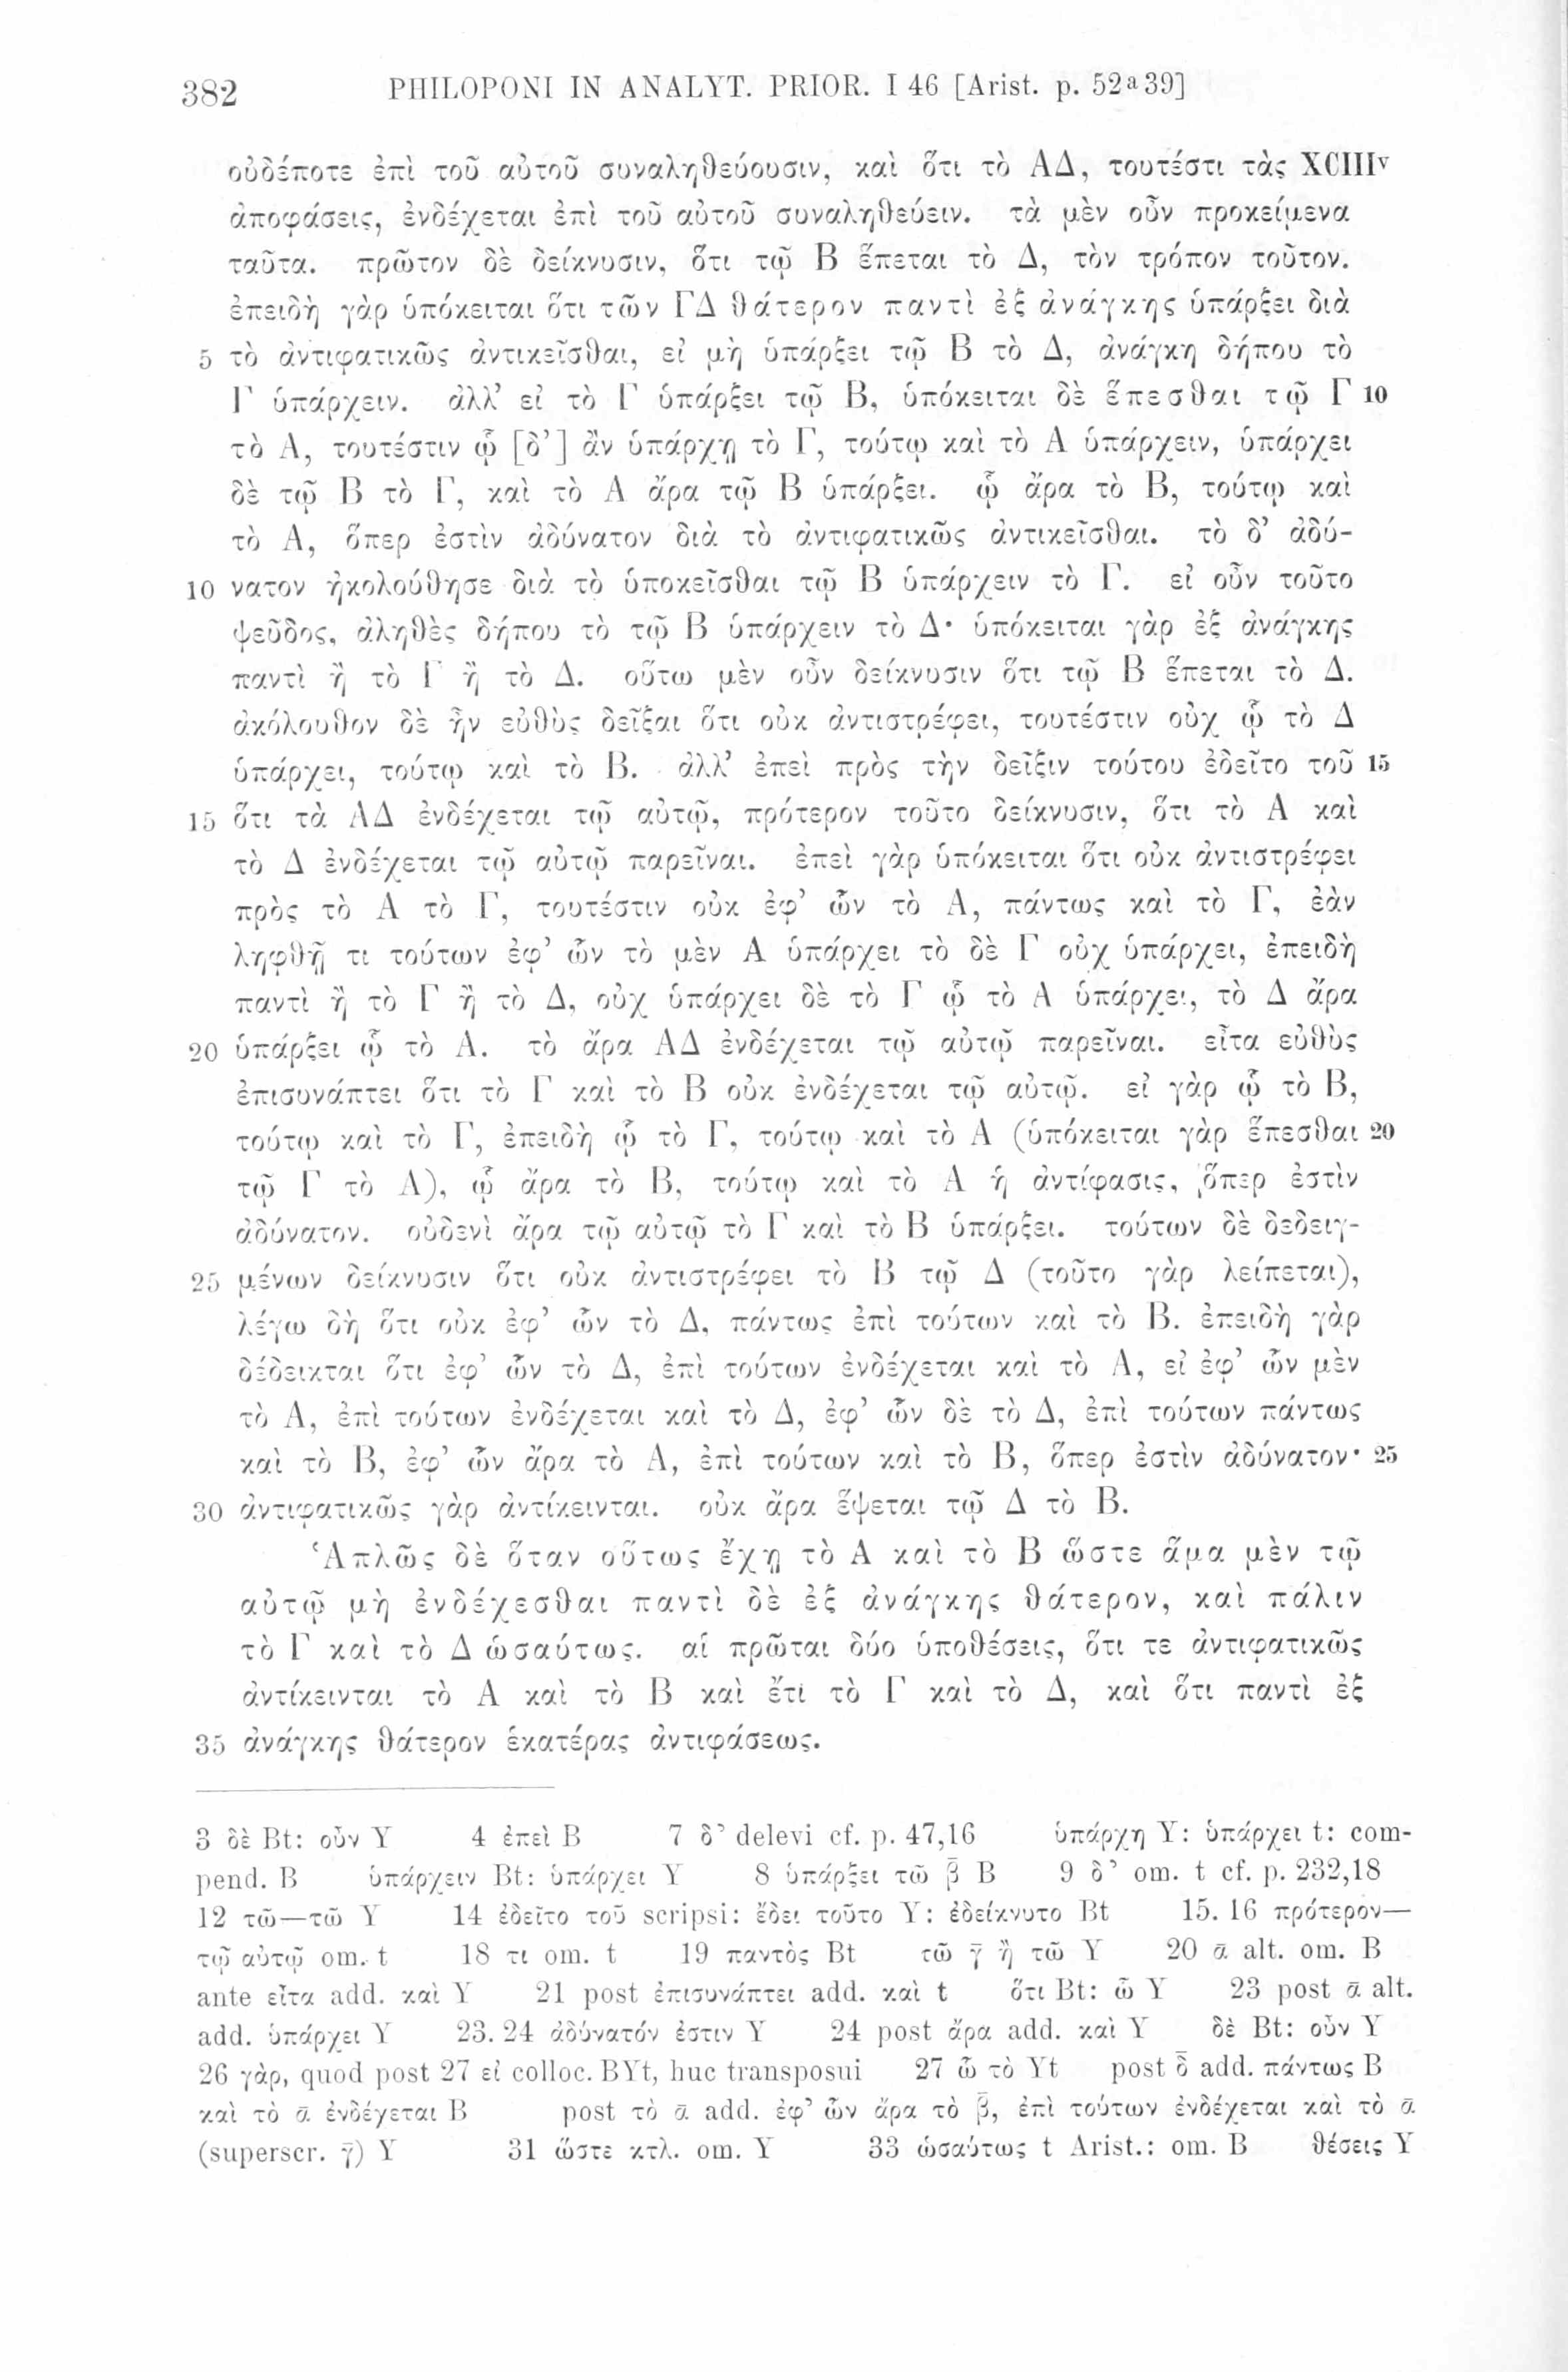 382 PHILOPONI IN ANALYT. PRIOR. I 46 [Arist. p. 52a39]
οὐδέποτε ἐπὶ τοῦ αὐτοῦ συναληθεύουσιν, καὶ ὅτι τὸ ΑΔ, τουτέστι τὰς XCIIIv
ἀποφάσεις, ἐνδέχεται ἐπὶ τοῦ αὐτοῦ συναληθεύειν. τὰ μὲν οὖν προκείμενα
ταῦτα. πρῶτον δὲ δείκνυσιν, ὅτι τῷ Β ἕπεται τὸ Δ, τὸν τρόπον τοῦτον.
ἐπειδὴ γὰρ ὑπόκειται ὅτι τῶν ΓΔ θάτερον παντὶ ἐξ ἀνάγκης ὑπάρξει διὰ
5 τὸ ἀντιφατικῶς ἀντικεῖσθαι, εἰ μὴ ὑπάρξει τῷ Β τὸ Δ, ἀνάγκη δήπου τὸ
Γ ὑπάρχειν. ἀλλ’ εἰ τὸ Γ ὑπάρξει τῷ Β, ὑπόκειται δὲ ἕπεσθαι τῷ Γ 10
τὸ Α, τουτέστιν ᾧ [δ’] ἂν ὑπάρχῃ τὸ Γ, τούτῳ καὶ τὸ Α ὑπάρχειν, ὑπάρχει
δὲ τῷ Β τὸ Γ, καὶ τὸ Α ἄρα τῷ Β ὑπάρξει. ᾧ ἄρα τὸ Β, τούτῳ καὶ
τὸ Α, ὅπερ ἐστὶν ἀδύνατον διὰ τὸ ἀντιφατικῶς ἀντικεῖσθαι. τὸ δ’ ἀδύ-
10 νατον ἠκολούθησε διὰ τὸ ὑποκεῖσθαι τῷ Β ὑπάρχειν τὸ Γ. εἰ οὖν τοῦτο
ψεῦδος, ἀληθὲς δήπου τὸ τῷ Β ὑπάρχειν τὸ Δ· ὑπόκειται γὰρ ἐξ ἀνάγκης
παντὶ ἢ τὸ Γ ἢ τὸ Δ. οὕτω μὲν οὖν δείκνυσιν ὅτι τῷ Β ἕπεται τὸ Δ.
ἀκόλουθον δὲ ἦν εὐθὺς δεῖξαι ὅτι οὐκ ἀντιστρέφει, τουτέστιν οὐχ ᾧ τὸ Δ
ὑπάρχει, τούτῳ καὶ τὸ Β. ἀλλ’ ἐπεὶ πρὸς τὴν δεῖξιν τούτου ἐδεῖτο τοῦ 15
15 ὅτι τὰ ΑΔ ἐνδέχεται τῷ αὐτῷ, πρότερον τοῦτο δείκνυσιν, ὅτι τὸ Α καὶ
τὸ Δ ἐνδέχεται τῷ αὐτῷ παρεῖναι. ἐπεὶ γὰρ ὑπόκειται ὅτι οὐκ ἀντιστρέφει
πρὸς τὸ Α τὸ Γ, τουτέστιν οὐκ ἐφ’ ὧν τὸ Α, πάντως καὶ τὸ Γ, ἐὰν
ληφθῇ τι τούτων ἐφ’ ὧν τὸ μὲν Α ὑπάρχει τὸ δὲ Γ οὐχ ὑπάρχει, ἐπειδὴ
παντὶ ἢ τὸ Γ ἢ τὸ Δ, οὐχ ὑπάρχει δὲ τὸ Γ ᾧ τὸ Α ὑπάρχει, τὸ Δ ἄρα
20 ὑπάρξει ᾧ τὸ Α. τὸ ἄρα ΑΔ ἐνδέχεται τῷ αὐτῷ παρεῖναι. εἶτα εὐθὺς
ἐπισυνάπτει ὅτι τὸ Γ καὶ τὸ Β οὐκ ἐνδέχεται τῷ αὐτῷ. εἰ γὰρ ᾧ τὸ Β,
τούτῳ καὶ τὸ Γ, ἐπειδὴ ᾧ τὸ Γ, τούτῳ καὶ τὸ Α (ὑπόκειται γὰρ ἕπεσθαι 20
τῷ Γ τὸ Α), ᾧ ἄρα τὸ Β, τούτῳ καὶ τὸ Α ἡ ἀντίφασις, ὅπερ ἐστὶν
ἀδύνατον. οὐδενὶ ἄρα τῷ αὐτῷ τὸ Γ καὶ τὸ Β ὑπάρξει. τούτων δὲ δεδειγ-
25 μένων δείκνυσιν ὅτι οὐκ ἀντιστρέφει τὸ Β τῷ Δ (τοῦτο γὰρ λείπεται),
λέγω δὴ ὅτι οὐκ ἐφ’ ὧν τὸ Δ, πάντως ἐπὶ τούτων καὶ τὸ Β. ἐπειδὴ γὰρ
δέδεικται ὅτι ἐφ’ ὧν τὸ Δ, ἐπὶ τούτων ἐνδέχεται καὶ τὸ Α, εἰ ἐφ’ ὧν μὲν
τὸ Α, ἐπὶ τούτων ἐνδέχεται καὶ τὸ Δ, ἐφ’ ὧν δὲ τὸ Δ, ἐπὶ τούτων πάντως
καὶ τὸ Β, ἐφ’ ὧν ἄρα τὸ Α, ἐπὶ τούτων καὶ τὸ Β, ὅπερ ἐστὶν ἀδύνατον· 25
30 ἀντιφατικῶς γὰρ ἀντίκεινται. οὐκ ἄρα ἕψεται τῷ Δ τὸ Β.
Ἁπλῶς δὲ ὅταν οὕτως ἔχῃ τὸ Α καὶ τὸ Β ὥστε ἅμα μὲν τῷ
αὐτῷ μὴ ἐνδέχεσθαι παντὶ δὲ ἐξ ἀνάγκης θάτερον, καὶ πάλιν
τὸ Γ καὶ τὸ Δ ὡσαύτως. αἱ πρῶται δύο ὑποθέσεις, ὅτι τε ἀντιφατικῶς
ἀντίκεινται τὸ Α καὶ τὸ Β καὶ ἔτι τὸ Γ καὶ τὸ Δ, καὶ ὅτι παντὶ ἐξ
35 ἀνάγκης θάτερον ἑκατέρας ἀντιφάσεως.
3 δὲ Bt: οὖν Y 4 ἐπεὶ B 7 δ’ delevi cf. p. 47,16 ὑπάρχη Y: ὑπάρχει t: com-
pend. B ὑπάρχειν Bt: ὑπάρχει Y 8 ὑπάρξει τῶ β̄ B 9 δ’ om. t cf. p. 232,18
12 τῶ—τῶ Y 14 ἐδεῖτο τοῦ scripsi: ἔδει τοῦτο Y: ἐδείκνυτο Bt 15. 16 πρότερον—
τῷ αὐτῷ om. t 18 τι om. t 19 παντὸς Bt τῶ γ̄ ἢ τῶ Y 20 ᾱ alt. om. B
ante εἶτα add. καὶ Y 21 post ἐπισυνάπτει add. καὶ t ὅτι Bt: ὧ Y 23 post ᾱ alt.
add. ὑπάρχει Y 23. 24 ἀδύνατόν ἐστιν Y 24 post ἄρα add. καὶ Y δὲ Bt: οὖν Y
26 γὰρ, quod post 27 εἰ colloc. BYt, huc transposui 27 ὧ τὸ Yt post δ̄ add. πάντως B
καὶ τὸ ᾱ ἐνδέχεται B post τὸ ᾱ add. ἐφ’ ὧν ἄρα τὸ β̄, ἐπὶ τούτων ἐνδέχεται καὶ τὸ ᾱ
(superscr. γ̄) Y 31 ὥστε κτλ. om. Y 33 ὡσαύτως t Arist.: om. B θέσεις Y